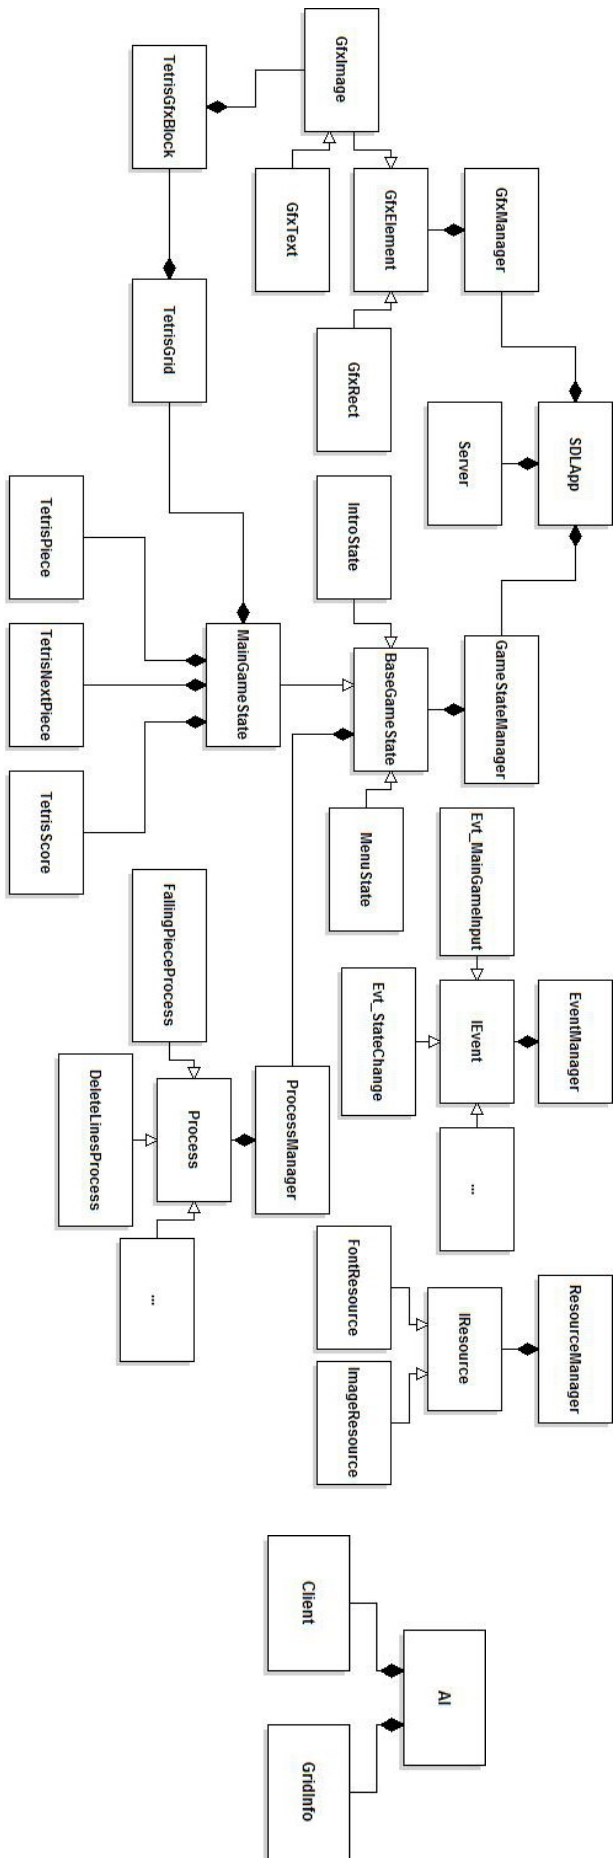 SDLApp
GfxManager
Server
GameStateManager
EventManager
ResourceManager
GfxImage
GfxElement
GfxText
GfxRect
IntroState
BaseGameState
MenuState
Evt_MainGameInput
IEvent
Evt_StateChange
...
IResource
FontResource
ImageResource
AI
Client
GridInfo
TetrisGfxBlock
TetrisGrid
MainGameState
ProcessManager
TetrisPiece
TetrisNextPiece
TetrisScore
FallingPieceProcess
Process
DeleteLinesProcess
...